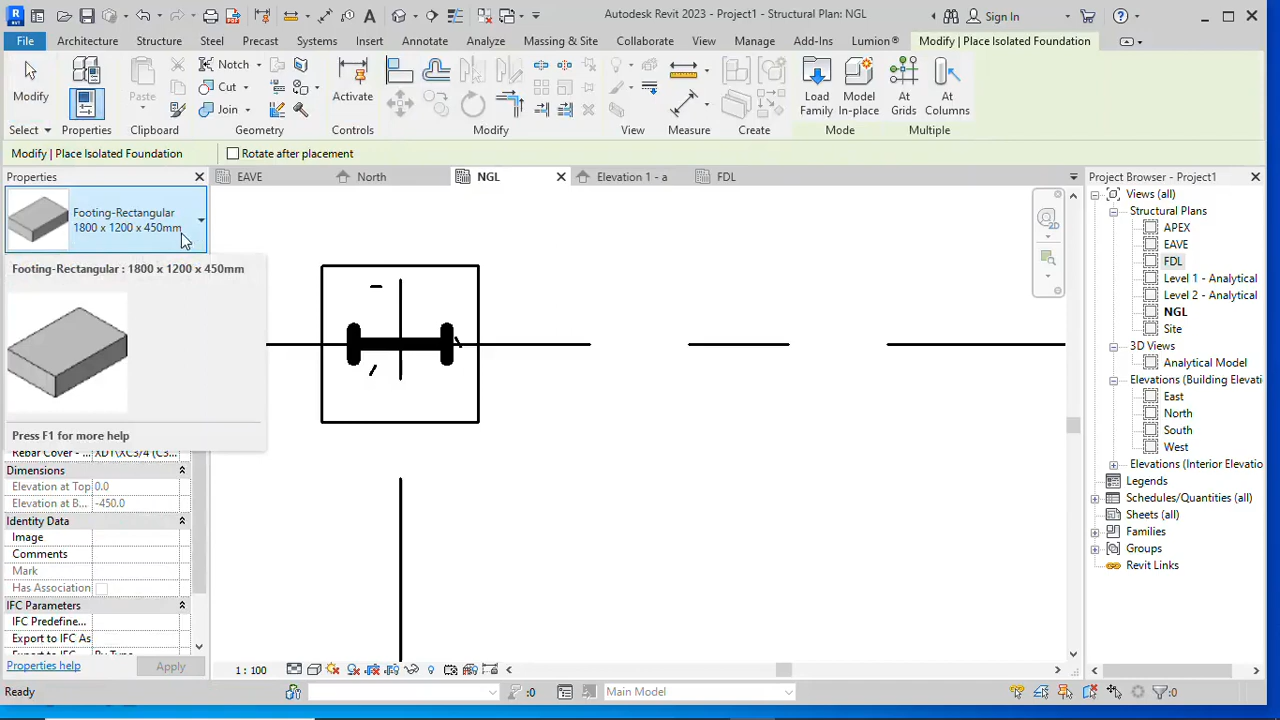 Autodesk Revit 2023 - Project1 - Structural Plan: NGL
Sign In
File Architecture Structure Steel Precast Systems Insert Annotate Analyze Massing & Site Collaborate View Manage Add-Ins Lumion® Modify | Place Isolated Foundation
Modify Paste Notch Cut Join Activate Load Family Model In-place At Grids At Columns
Select Properties Clipboard Geometry Controls Modify View Measure Create Mode Multiple
Modify | Place Isolated Foundation Rotate after placement
Properties
EAVE North NGL Elevation 1 - a FDL
Project Browser - Project1
Footing-Rectangular
1800 x 1200 x 450mm
Footing-Rectangular : 1800 x 1200 x 450mm
Press F1 for more help
Rebar Cover - ... XD1\XC3/4 (C3...
Dimensions
Elevation at Top 0.0
Elevation at B... -450.0
Identity Data
Image
Comments
Mark
Has Association
IFC Parameters
IFC Predefine...
Export to IFC As
Properties help Apply
Views (all)
Structural Plans
APEX
EAVE
FDL
Level 1 - Analytical
Level 2 - Analytical
NGL
Site
3D Views
Analytical Model
Elevations (Building Elevati
East
North
South
West
Elevations (Interior Elevatio
Legends
Schedules/Quantities (all)
Sheets (all)
Families
Groups
Revit Links
1 : 100
Ready :0 Main Model :0